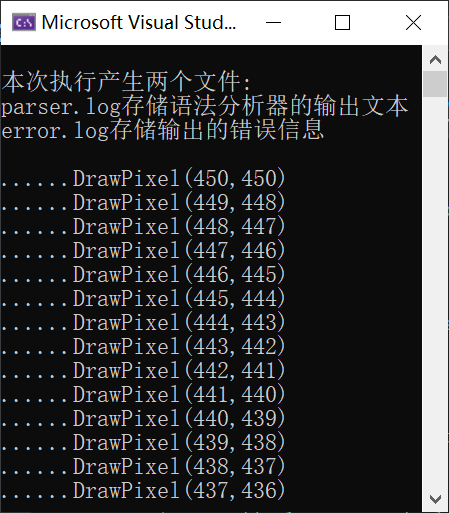 Microsoft Visual Stud...
本次执行产生两个文件:
parser.log存储语法分析器的输出文本
error.log存储输出的错误信息
......DrawPixel(450,450)
......DrawPixel(449,448)
......DrawPixel(448,447)
......DrawPixel(447,446)
......DrawPixel(446,445)
......DrawPixel(445,444)
......DrawPixel(444,443)
......DrawPixel(443,442)
......DrawPixel(442,441)
......DrawPixel(441,440)
......DrawPixel(440,439)
......DrawPixel(439,438)
......DrawPixel(438,437)
......DrawPixel(437,436)